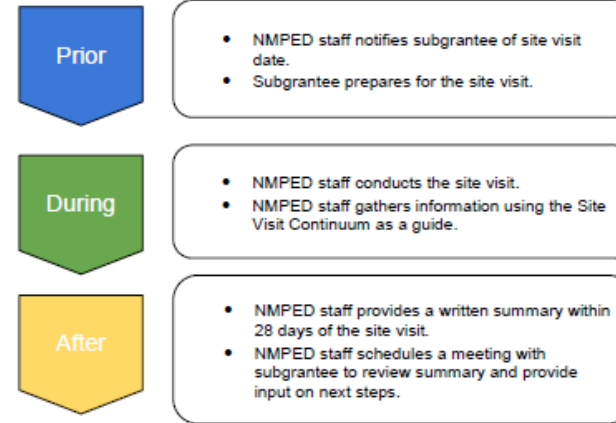 Prior
• NMPED staff notifies subgrantee of site visit
date.
• Subgrantee prepares for the site visit.
During
• NMPED staff conducts the site visit.
• NMPED staff gathers information using the Site
Visit Continuum as a guide.
After
• NMPED staff provides a written summary within
28 days of the site visit.
• NMPED staff schedules a meeting with
subgrantee to review summary and provide
input on next steps.